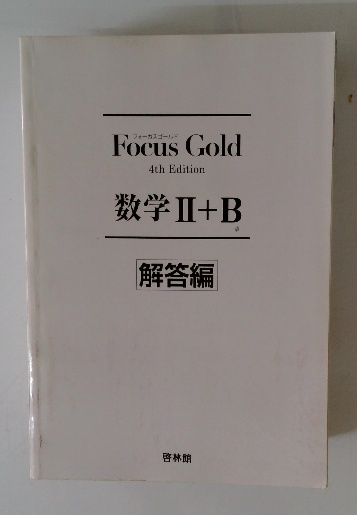 フォーカスゴールド
Focus Gold
4th Edition
数学Ⅱ+B
解答編
啓林館